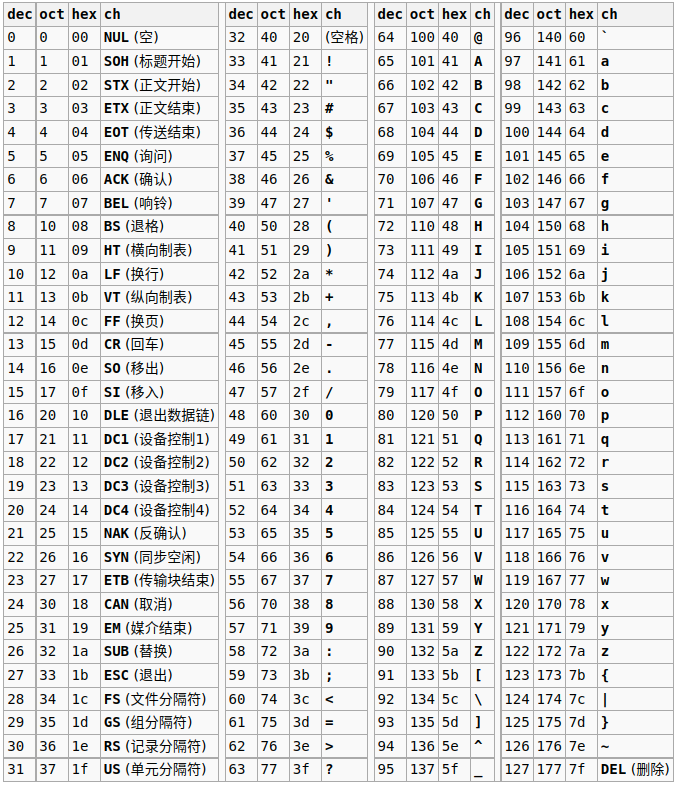 dec oct hex ch dec oct hex ch dec oct hex ch dec oct hex ch
0 0 00 NUL (空) 32 40 20 (空格) 64 100 40 @ 96 140 60 `
1 1 01 SOH (标题开始) 33 41 21 ! 65 101 41 A 97 141 61 a
2 2 02 STX (正文开始) 34 42 22 " 66 102 42 B 98 142 62 b
3 3 03 ETX (正文结束) 35 43 23 # 67 103 43 C 99 143 63 c
4 4 04 EOT (传送结束) 36 44 24 $ 68 104 44 D 100 144 64 d
5 5 05 ENQ (询问) 37 45 25 % 69 105 45 E 101 145 65 e
6 6 06 ACK (确认) 38 46 26 & 70 106 46 F 102 146 66 f
7 7 07 BEL (响铃) 39 47 27 ' 71 107 47 G 103 147 67 g
8 10 08 BS (退格) 40 50 28 ( 72 110 48 H 104 150 68 h
9 11 09 HT (横向制表) 41 51 29 ) 73 111 49 I 105 151 69 i
10 12 0a LF (换行) 42 52 2a * 74 112 4a J 106 152 6a j
11 13 0b VT (纵向制表) 43 53 2b + 75 113 4b K 107 153 6b k
12 14 0c FF (换页) 44 54 2c , 76 114 4c L 108 154 6c l
13 15 0d CR (回车) 45 55 2d - 77 115 4d M 109 155 6d m
14 16 0e SO (移出) 46 56 2e . 78 116 4e N 110 156 6e n
15 17 0f SI (移入) 47 57 2f / 79 117 4f O 111 157 6f o
16 20 10 DLE (退出数据链) 48 60 30 0 80 120 50 P 112 160 70 p
17 21 11 DC1 (设备控制1) 49 61 31 1 81 121 51 Q 113 161 71 q
18 22 12 DC2 (设备控制2) 50 62 32 2 82 122 52 R 114 162 72 r
19 23 13 DC3 (设备控制3) 51 63 33 3 83 123 53 S 115 163 73 s
20 24 14 DC4 (设备控制4) 52 64 34 4 84 124 54 T 116 164 74 t
21 25 15 NAK (反确认) 53 65 35 5 85 125 55 U 117 165 75 u
22 26 16 SYN (同步空闲) 54 66 36 6 86 126 56 V 118 166 76 v
23 27 17 ETB (传输块结束) 55 67 37 7 87 127 57 W 119 167 77 w
24 30 18 CAN (取消) 56 70 38 8 88 130 58 X 120 170 78 x
25 31 19 EM (媒介结束) 57 71 39 9 89 131 59 Y 121 171 79 y
26 32 1a SUB (替换) 58 72 3a : 90 132 5a Z 122 172 7a z
27 33 1b ESC (退出) 59 73 3b ; 91 133 5b [ 123 173 7b {
28 34 1c FS (文件分隔符) 60 74 3c < 92 134 5c \ 124 174 7c |
29 35 1d GS (组分隔符) 61 75 3d = 93 135 5d ] 125 175 7d }
30 36 1e RS (记录分隔符) 62 76 3e > 94 136 5e ^ 126 176 7e ~
31 37 1f US (单元分隔符) 63 77 3f ? 95 137 5f _ 127 177 7f DEL (删除)